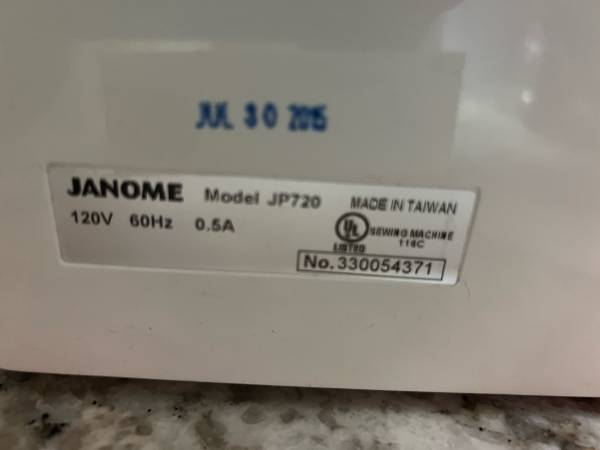 JUL 30 2015
JANOME Model JP720 MADE IN TAIWAN
120V 60Hz 0.5A
UL
LISTED
SEWING MACHINE
116C
No.330054371